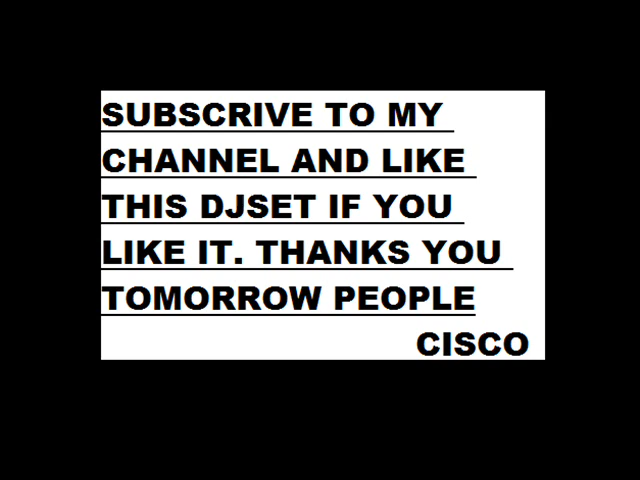 SUBSCRIVE TO MY
CHANNEL AND LIKE
THIS DJSET IF YOU
LIKE IT. THANKS YOU
TOMORROW PEOPLE
CISCO